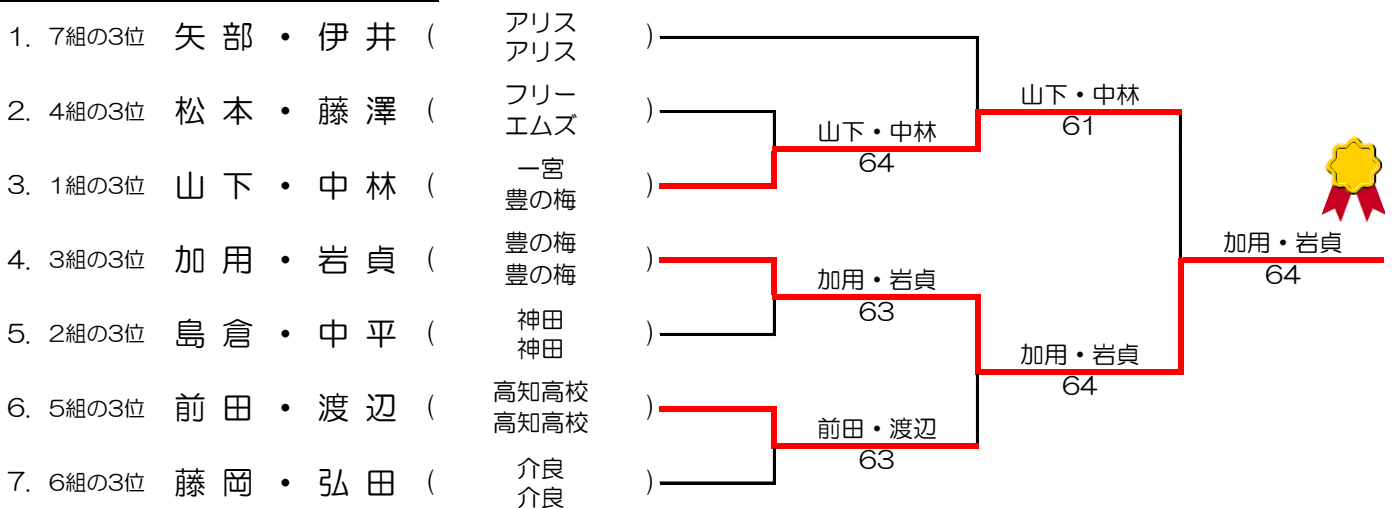 1. 7組の3位 矢部・伊井 ( アリス
アリス )
2. 4組の3位 松本・藤澤 ( フリー
エムズ )
3. 1組の3位 山下・中林 ( 一宮
豊の梅 )
4. 3組の3位 加用・岩貞 ( 豊の梅
豊の梅 )
5. 2組の3位 島倉・中平 ( 神田
神田 )
6. 5組の3位 前田・渡辺 ( 高知高校
高知高校 )
7. 6組の3位 藤岡・弘田 ( 介良
介良 )
山下・中林
64
加用・岩貞
63
前田・渡辺
63
山下・中林
61
加用・岩貞
64
加用・岩貞
64